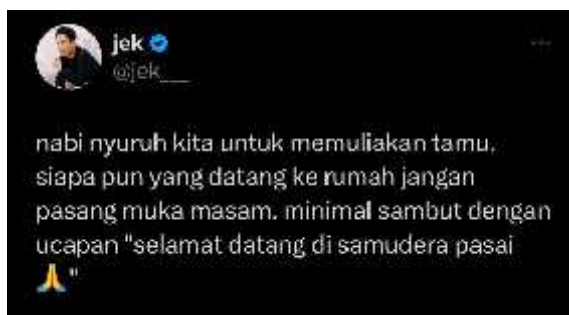 jek
@jek___
nabi nyuruh kita untuk memuliakan tamu,
siapa pun yang datang ke rumah jangan
pasang muka masam. minimal sambut dengan
ucapan "selamat datang di samudera pasai
🙏"